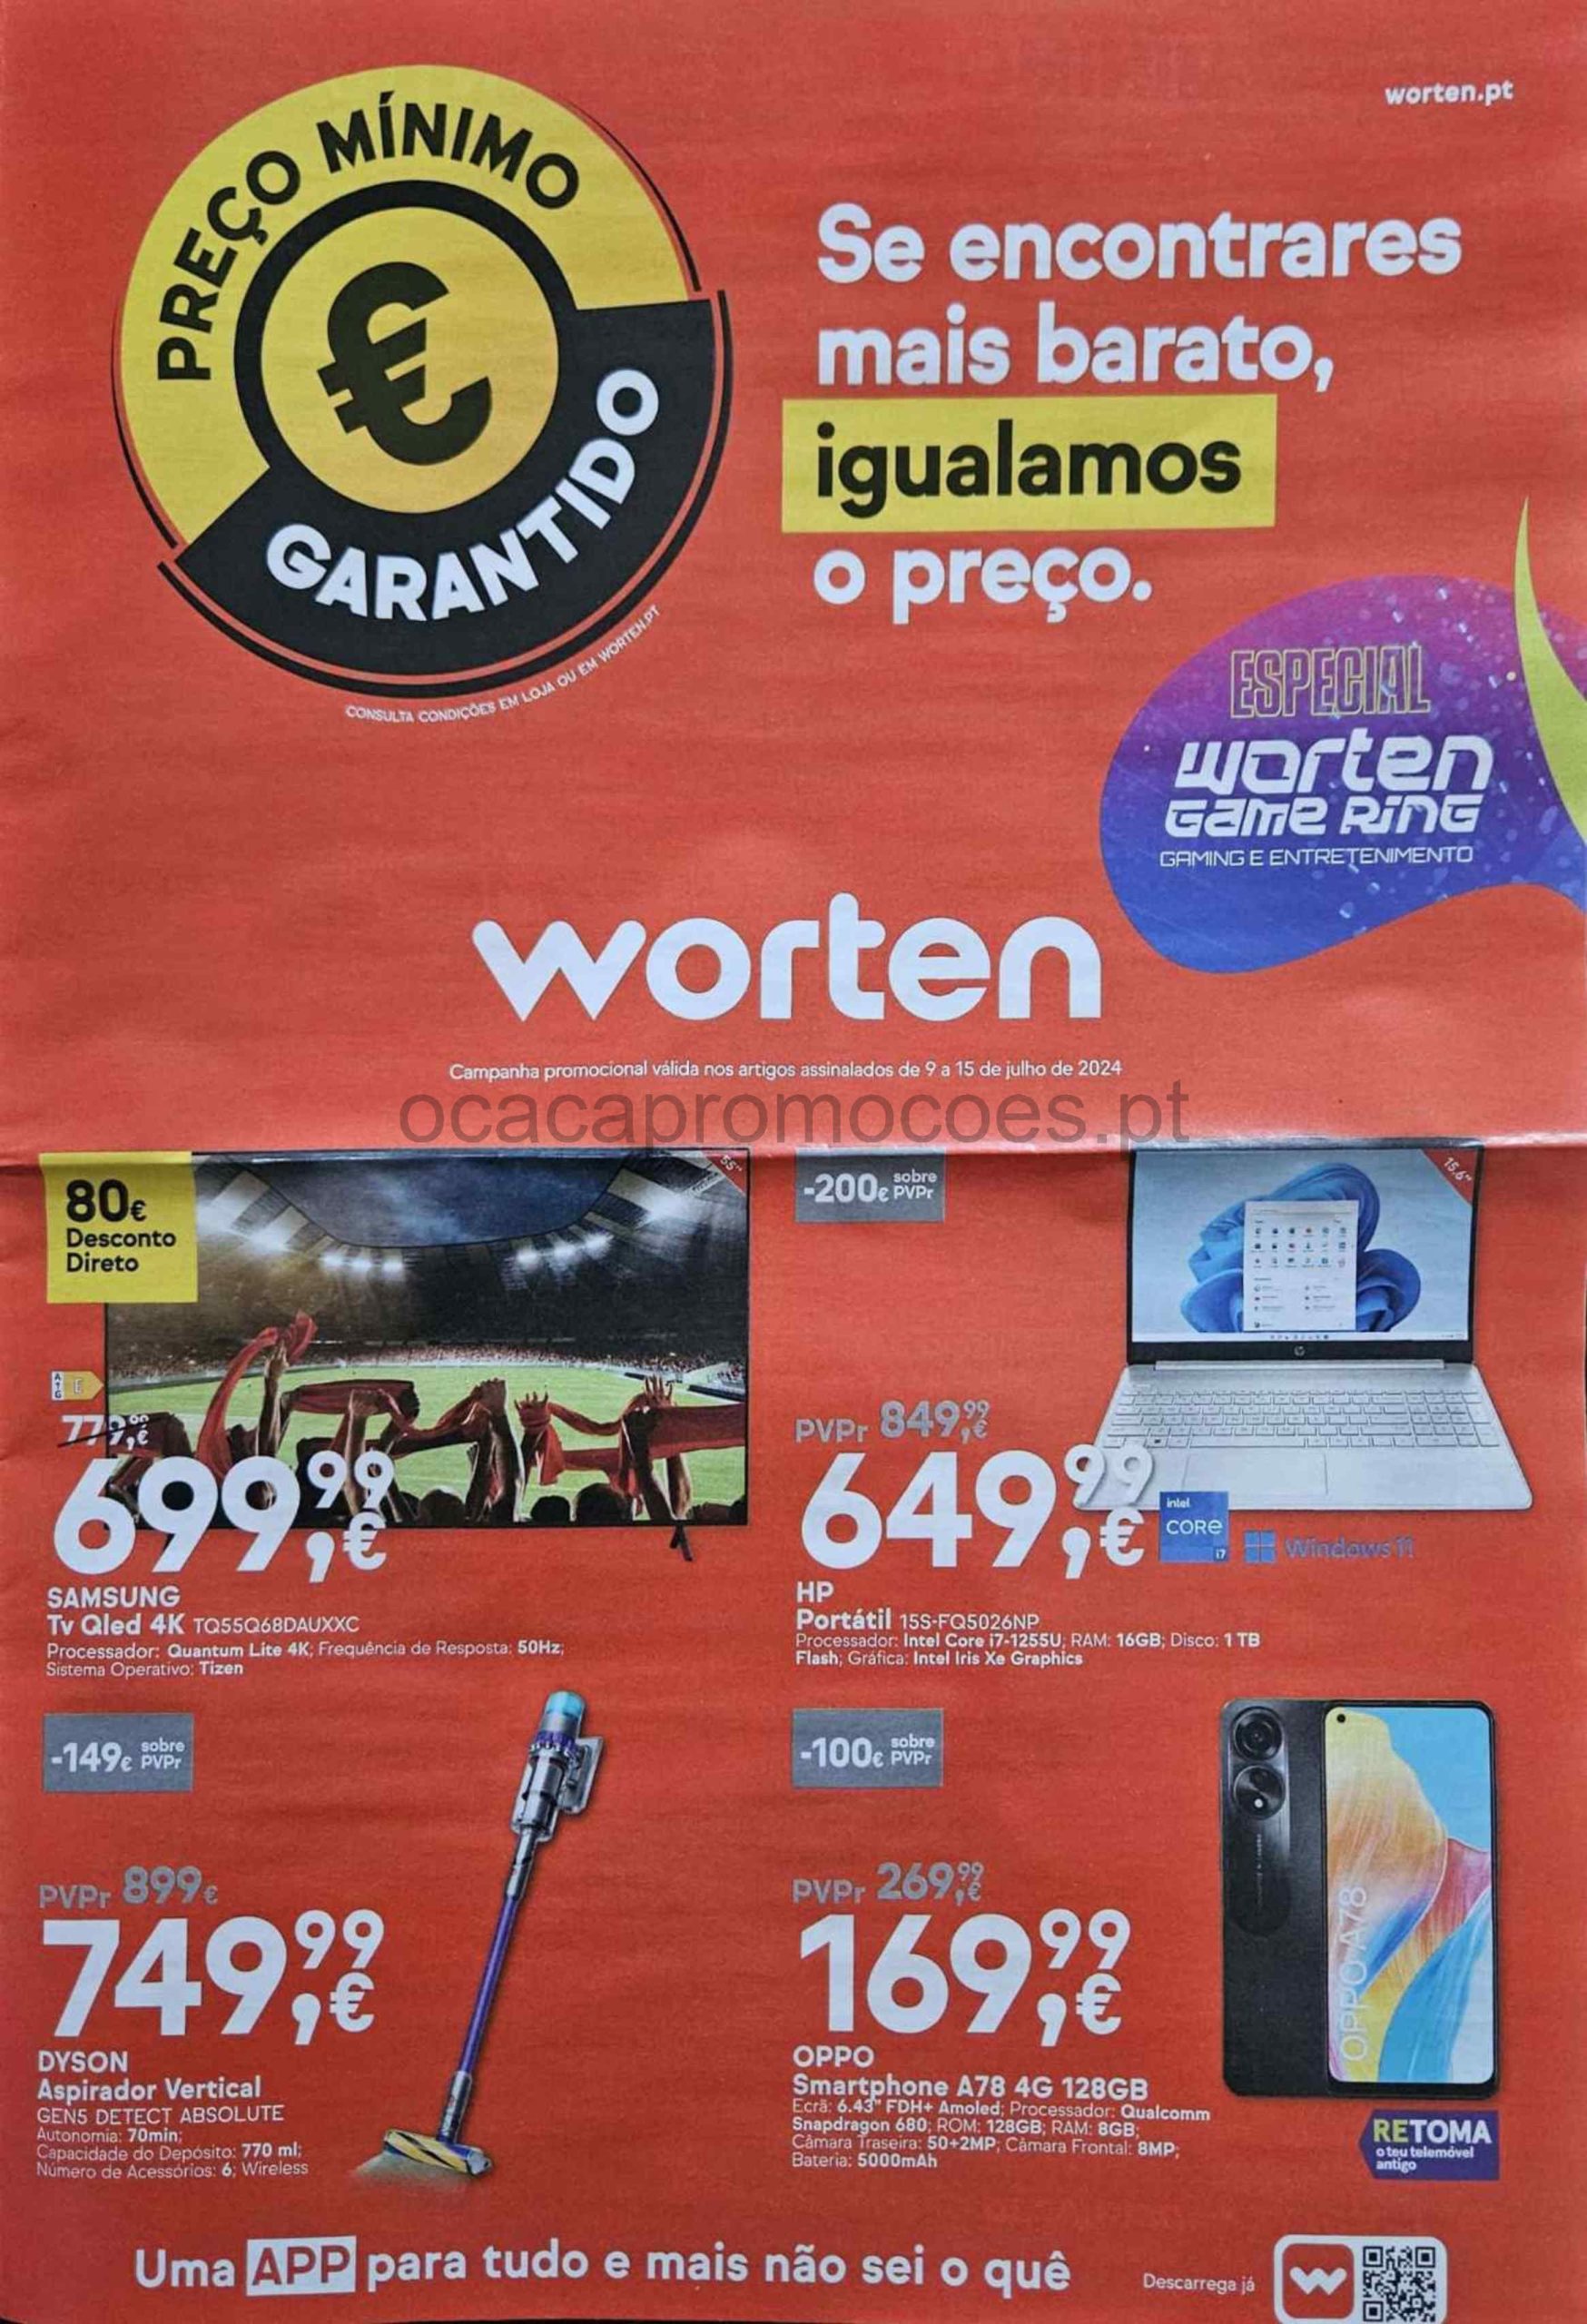 worten.pt
PREÇO MÍNIMO
€
GARANTIDO
CONSULTA CONDIÇÕES EM LOJA OU EM WORTEN.PT
Se encontrares
mais barato,
igualamos
o preço.
ESPECIAL
worten
GAME RING
GAMING E ENTRETENIMENTO
worten
Campanha promocional válida nos artigos assinalados de 9 a 15 de julho de 2024
ocacapromocoes.pt
80€
Desconto
Direto
55"
A
G
E
779,99€
699,99€
SAMSUNG
Tv Qled 4K TQ55Q68DAUXXC
Processador: Quantum Lite 4K; Frequência de Resposta: 50Hz;
Sistema Operativo: Tizen
-200€ sobre PVPr
15,6"
PVPr 849,99€
649,99€
intel
CORE
i7
Windows 11
HP
Portátil 15S-FQ5026NP
Processador: Intel Core i7-1255U; RAM: 16GB; Disco: 1 TB
Flash; Gráfica: Intel Iris Xe Graphics
-149€ sobre PVPr
PVPr 899€
749,99€
DYSON
Aspirador Vertical
GEN5 DETECT ABSOLUTE
Autonomia: 70min;
Capacidade do Depósito: 770 ml;
Número de Acessórios: 6; Wireless
-100€ sobre PVPr
PVPr 269,99€
169,99€
OPPO
Smartphone A78 4G 128GB
Ecrã: 6.43" FDH+ Amoled; Processador: Qualcomm
Snapdragon 680; ROM: 128GB; RAM: 8GB;
Câmara Traseira: 50+2MP; Câmara Frontal: 8MP;
Bateria: 5000mAh
OPPO A78
RETOMA
o teu telemóvel
antigo
Uma APP para tudo e mais não sei o quê
Descarrega já